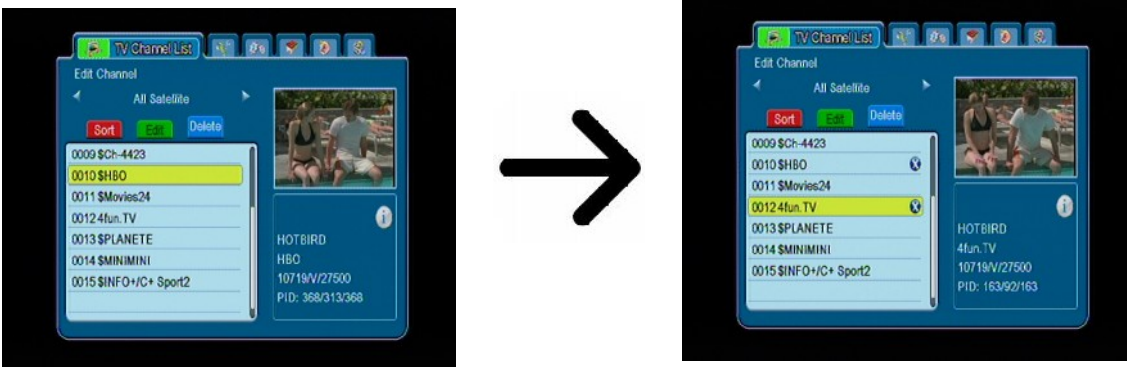 TV Channel List
Edit Channel
All Satellite
Sort Edit Delete
0009 $Ch-4423
0010 $HBO
0011 $Movies24
0012 4fun.TV
0013 $PLANETE
0014 $MINIMINI
0015 $INFO+/C+ Sport2
HOTBIRD
HBO
10719/V/27500
PID: 368/313/368
TV Channel List
Edit Channel
All Satellite
Sort Edit Delete
0009 $Ch-4423
0010 $HBO
0011 $Movies24
0012 4fun.TV
0013 $PLANETE
0014 $MINIMINI
0015 $INFO+/C+ Sport2
HOTBIRD
4fun.TV
10719/V/27500
PID: 163/92/163